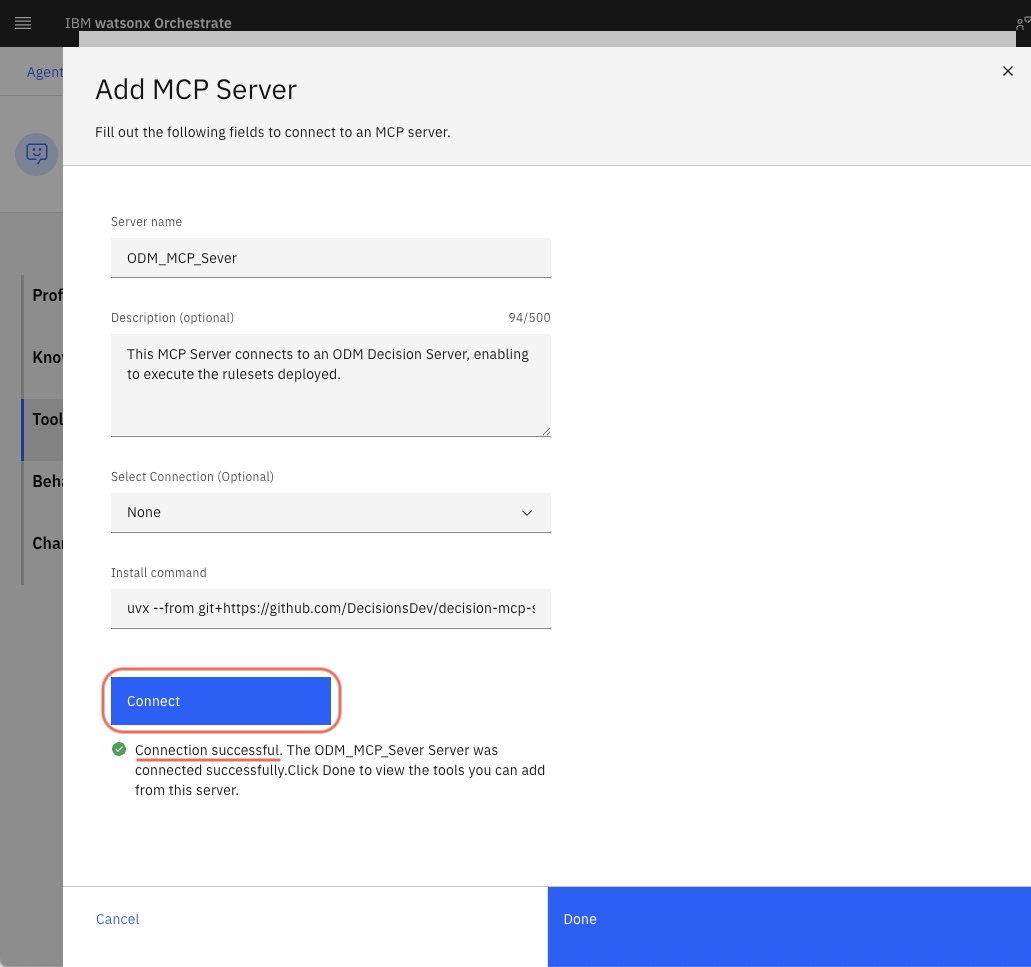 IBM watsonx Orchestrate
Agent
Add MCP Server
Fill out the following fields to connect to an MCP server.
Server name
ODM_MCP_Sever
Description (optional) 94/500
This MCP Server connects to an ODM Decision Server, enabling
to execute the rulesets deployed.
Select Connection (Optional)
None
Install command
uvx --from git+https://github.com/DecisionsDev/decision-mcp-s
Connect
Connection successful. The ODM_MCP_Sever Server was
connected successfully.Click Done to view the tools you can add
from this server.
Prof
Know
Tool
Beha
Char
Cancel
Done